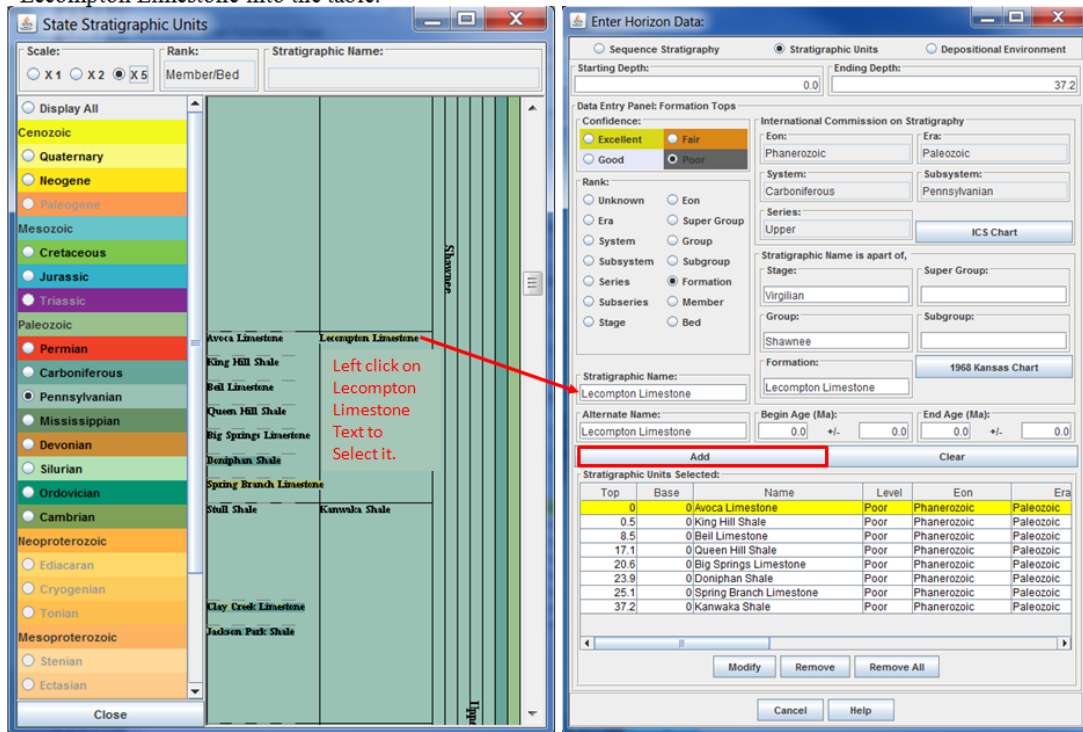 Lecompton Limestone into the table.
State Stratigraphic Units
Scale:
X 1 X 2 X 5
Rank:
Member/Bed
Stratigraphic Name:
Display All
Cenozoic
Quaternary
Neogene
Paleogene
Mesozoic
Cretaceous
Jurassic
Triassic
Paleozoic
Permian
Carboniferous
Pennsylvanian
Mississippian
Devonian
Silurian
Ordovician
Cambrian
Neoproterozoic
Ediacaran
Cryogenian
Tonian
Mesoproterozoic
Stenian
Ectasian
Close
Shawnee
Avoca Limestone Lecompton Limestone
King Hill Shale
Beil Limestone
Queen Hill Shale
Big Springs Limestone
Doniphan Shale
Spring Branch Limestone
Stull Shale Kanwaka Shale
Clay Creek Limestone
Jackson Park Shale
Left click on
Lecompton
Limestone
Text to
Select it.
Enter Horizon Data:
Sequence Stratigraphy Stratigraphic Units Depositional Environment
Starting Depth: Ending Depth:
0.0 37.2
Data Entry Panel: Formation Tops
Confidence:
Excellent Fair
Good Poor
Rank:
Unknown Eon
Era Super Group
System Group
Subsystem Subgroup
Series Formation
Subseries Member
Stage Bed
International Commission on Stratigraphy
Eon: Era:
Phanerozoic Paleozoic
System: Subsystem:
Carboniferous Pennsylvanian
Series:
Upper ICS Chart
Stratigraphic Name is apart of,
Stage: Super Group:
Virgilian
Group: Subgroup:
Shawnee
Formation:
Lecompton Limestone 1968 Kansas Chart
Stratigraphic Name:
Lecompton Limestone
Alternate Name: Begin Age (Ma): End Age (Ma):
Lecompton Limestone 0.0 +/- 0.0 0.0 +/- 0.0
Add Clear
Stratigraphic Units Selected:
Top Base Name Level Eon Era
0 0 Avoca Limestone Poor Phanerozoic Paleozoic
0.5 0 King Hill Shale Poor Phanerozoic Paleozoic
8.5 0 Beil Limestone Poor Phanerozoic Paleozoic
17.1 0 Queen Hill Shale Poor Phanerozoic Paleozoic
20.6 0 Big Springs Limestone Poor Phanerozoic Paleozoic
23.9 0 Doniphan Shale Poor Phanerozoic Paleozoic
25.1 0 Spring Branch Limestone Poor Phanerozoic Paleozoic
37.2 0 Kanwaka Shale Poor Phanerozoic Paleozoic
Modify Remove Remove All
Cancel Help